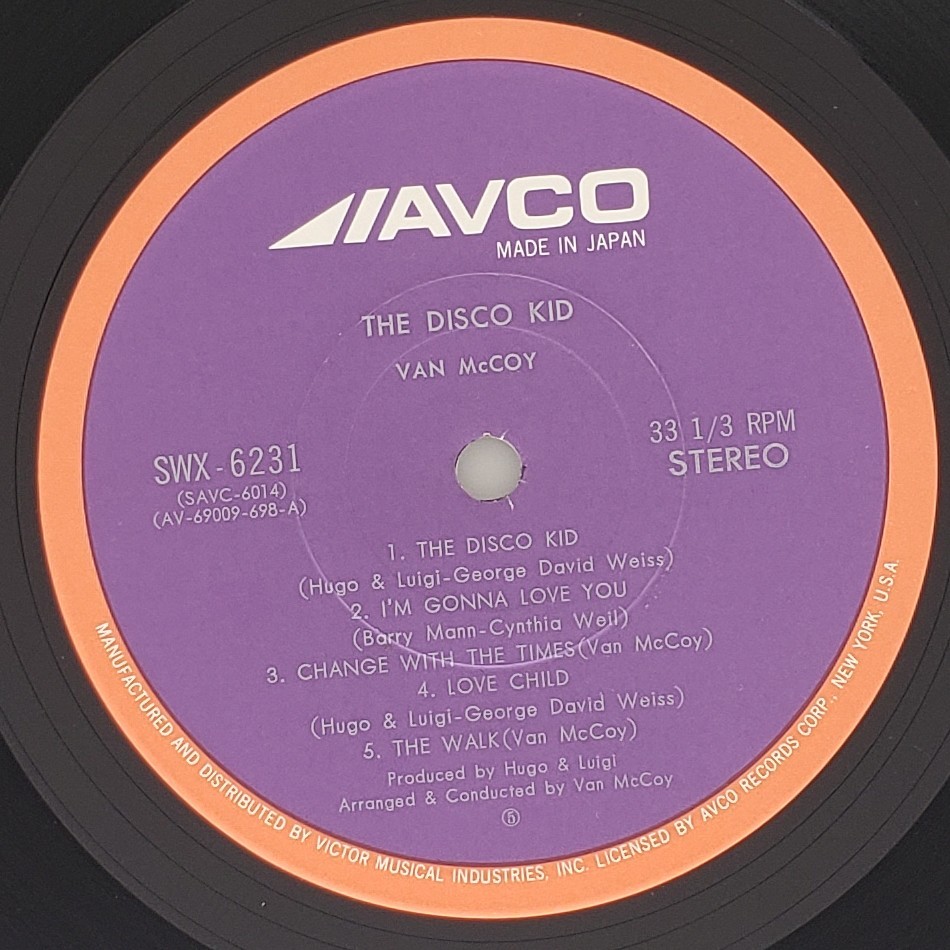 AVCO
MADE IN JAPAN
THE DISCO KID
VAN McCOY
33 1/3 RPM
STEREO
SWX-6231
(SAVC-6014)
(AV-69009-698-A)
1. THE DISCO KID
(Hugo & Luigi-George David Weiss)
2. I'M GONNA LOVE YOU
(Barry Mann-Cynthia Weil)
3. CHANGE WITH THE TIMES(Van McCoy)
4. LOVE CHILD
(Hugo & Luigi-George David Weiss)
5. THE WALK(Van McCoy)
Produced by Hugo & Luigi
Arranged & Conducted by Van McCoy
⑤
MANUFACTURED AND DISTRIBUTED BY VICTOR MUSICAL INDUSTRIES, INC. LICENSED BY AVCO RECORDS CORP., NEW YORK, U.S.A.